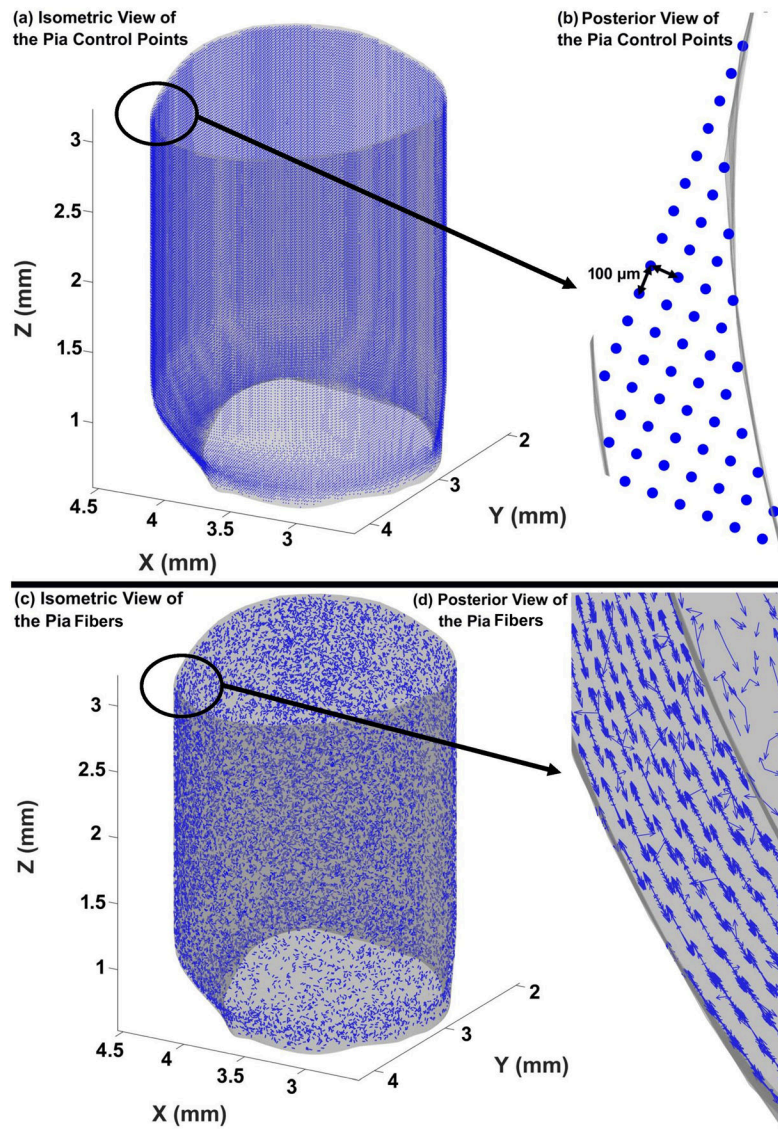 (a) Isometric View of
the Pia Control Points
(b) Posterior View of
the Pia Control Points
3
2.5
2
1.5
1
Z (mm)
4.5
4
3.5
3
X (mm)
2
3
4
Y (mm)
100 µm
(c) Isometric View of
the Pia Fibers
(d) Posterior View of
the Pia Fibers
3
2.5
2
1.5
1
Z (mm)
4.5
4
3.5
3
X (mm)
2
3
4
Y (mm)